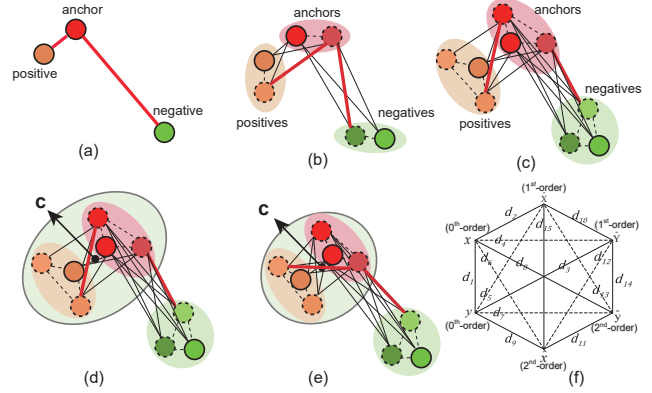 anchor
positive
negative
(a)
anchors
positives
negatives
(b)
anchors
negatives
positives
(c)
c
(d)
c
(e)
(1st-order)
x
d2
d15
d10
(0th-order)
(1st-order)
x
d4
ŷ
d6
d8
d3
d12
d1
d14
d5
d13
y
d7
ŷ
(0th-order)
(2nd-order)
d9
d11
x
(2nd-order)
(f)